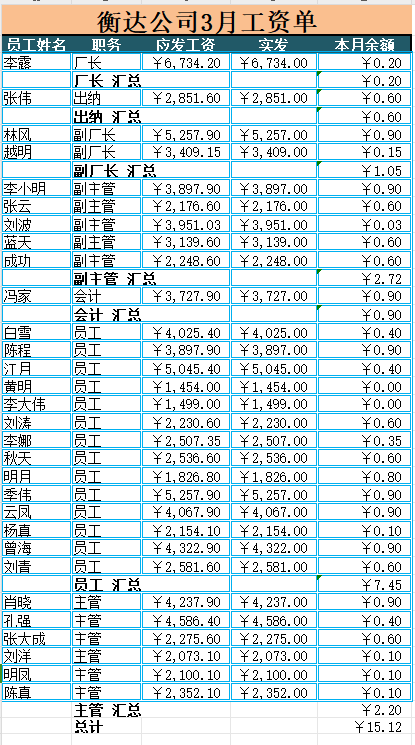 衡达公司3月工资单
员工姓名 职务 应发工资 实发 本月余额
李露 厂长 ￥6,734.20 ￥6,734.00 ￥0.20
厂长 汇总 ￥0.20
张伟 出纳 ￥2,851.60 ￥2,851.00 ￥0.60
出纳 汇总 ￥0.60
林风 副厂长 ￥5,257.90 ￥5,257.00 ￥0.90
越明 副厂长 ￥3,409.15 ￥3,409.00 ￥0.15
副厂长 汇总 ￥1.05
李小明 副主管 ￥3,897.90 ￥3,897.00 ￥0.90
张云 副主管 ￥2,176.60 ￥2,176.00 ￥0.60
刘波 副主管 ￥3,951.03 ￥3,951.00 ￥0.03
蓝天 副主管 ￥3,139.60 ￥3,139.00 ￥0.60
成功 副主管 ￥2,248.60 ￥2,248.00 ￥0.60
副主管 汇总 ￥2.72
冯家 会计 ￥3,727.90 ￥3,727.00 ￥0.90
会计 汇总 ￥0.90
白雪 员工 ￥4,025.40 ￥4,025.00 ￥0.40
陈程 员工 ￥3,897.90 ￥3,897.00 ￥0.90
江月 员工 ￥5,045.40 ￥5,045.00 ￥0.40
黄明 员工 ￥1,454.00 ￥1,454.00 ￥0.00
李大伟 员工 ￥1,499.00 ￥1,499.00 ￥0.00
刘涛 员工 ￥2,230.60 ￥2,230.00 ￥0.60
李娜 员工 ￥2,507.35 ￥2,507.00 ￥0.35
秋天 员工 ￥2,536.60 ￥2,536.00 ￥0.60
明月 员工 ￥1,826.80 ￥1,826.00 ￥0.80
季伟 员工 ￥5,257.90 ￥5,257.00 ￥0.90
云凤 员工 ￥4,067.90 ￥4,067.00 ￥0.90
杨真 员工 ￥2,154.10 ￥2,154.00 ￥0.10
曾海 员工 ￥4,322.90 ￥4,322.00 ￥0.90
刘青 员工 ￥2,581.60 ￥2,581.00 ￥0.60
员工 汇总 ￥7.45
肖晓 主管 ￥4,237.90 ￥4,237.00 ￥0.90
孔强 主管 ￥4,586.40 ￥4,586.00 ￥0.40
张大成 主管 ￥2,275.60 ￥2,275.00 ￥0.60
刘洋 主管 ￥2,073.10 ￥2,073.00 ￥0.10
明凤 主管 ￥2,100.10 ￥2,100.00 ￥0.10
陈真 主管 ￥2,352.10 ￥2,352.00 ￥0.10
主管 汇总 ￥2.20
总计 ￥15.12